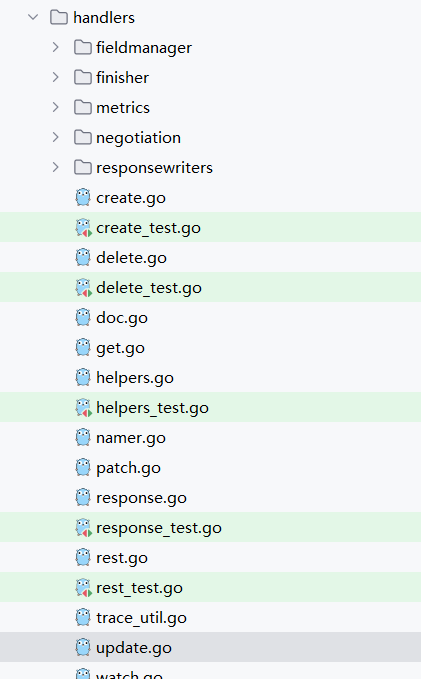 handlers
fieldmanager
finisher
metrics
negotiation
responsewriters
create.go
create_test.go
delete.go
delete_test.go
doc.go
get.go
helpers.go
helpers_test.go
namer.go
patch.go
response.go
response_test.go
rest.go
rest_test.go
trace_util.go
update.go
watch.go